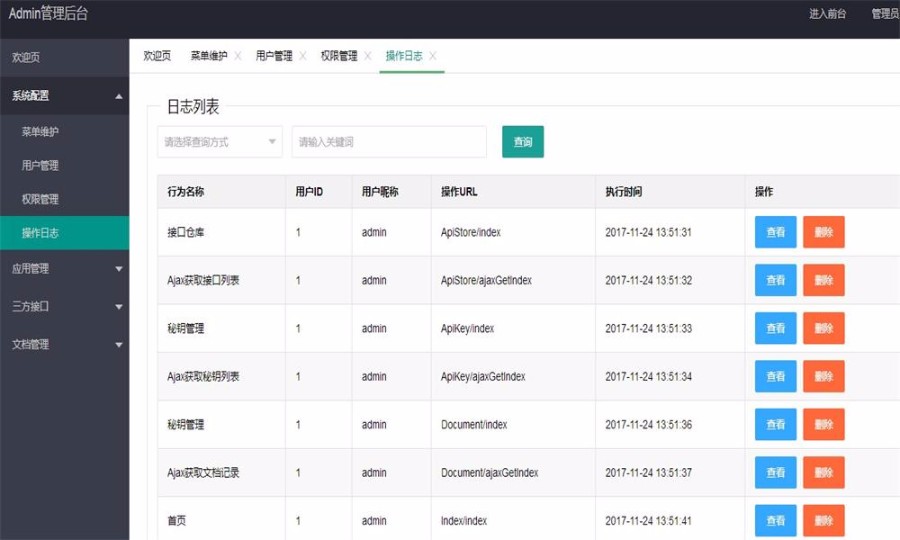 Admin管理后台 进入前台 管理员
欢迎页
系统配置
菜单维护
用户管理
权限管理
操作日志
应用管理
三方接口
文档管理
欢迎页 菜单维护 用户管理 权限管理 操作日志
日志列表
请选择查询方式 请输入关键词 查询
行为名称 用户ID 用户昵称 操作URL 执行时间 操作
接口仓库 1 admin ApiStore/index 2017-11-24 13:51:31 查看 删除
Ajax获取接口列表 1 admin ApiStore/ajaxGetIndex 2017-11-24 13:51:32 查看 删除
秘钥管理 1 admin ApiKey/index 2017-11-24 13:51:33 查看 删除
Ajax获取秘钥列表 1 admin ApiKey/ajaxGetIndex 2017-11-24 13:51:34 查看 删除
秘钥管理 1 admin Document/index 2017-11-24 13:51:36 查看 删除
Ajax获取文档记录 1 admin Document/ajaxGetIndex 2017-11-24 13:51:37 查看 删除
首页 1 admin Index/index 2017-11-24 13:51:41 查看 删除